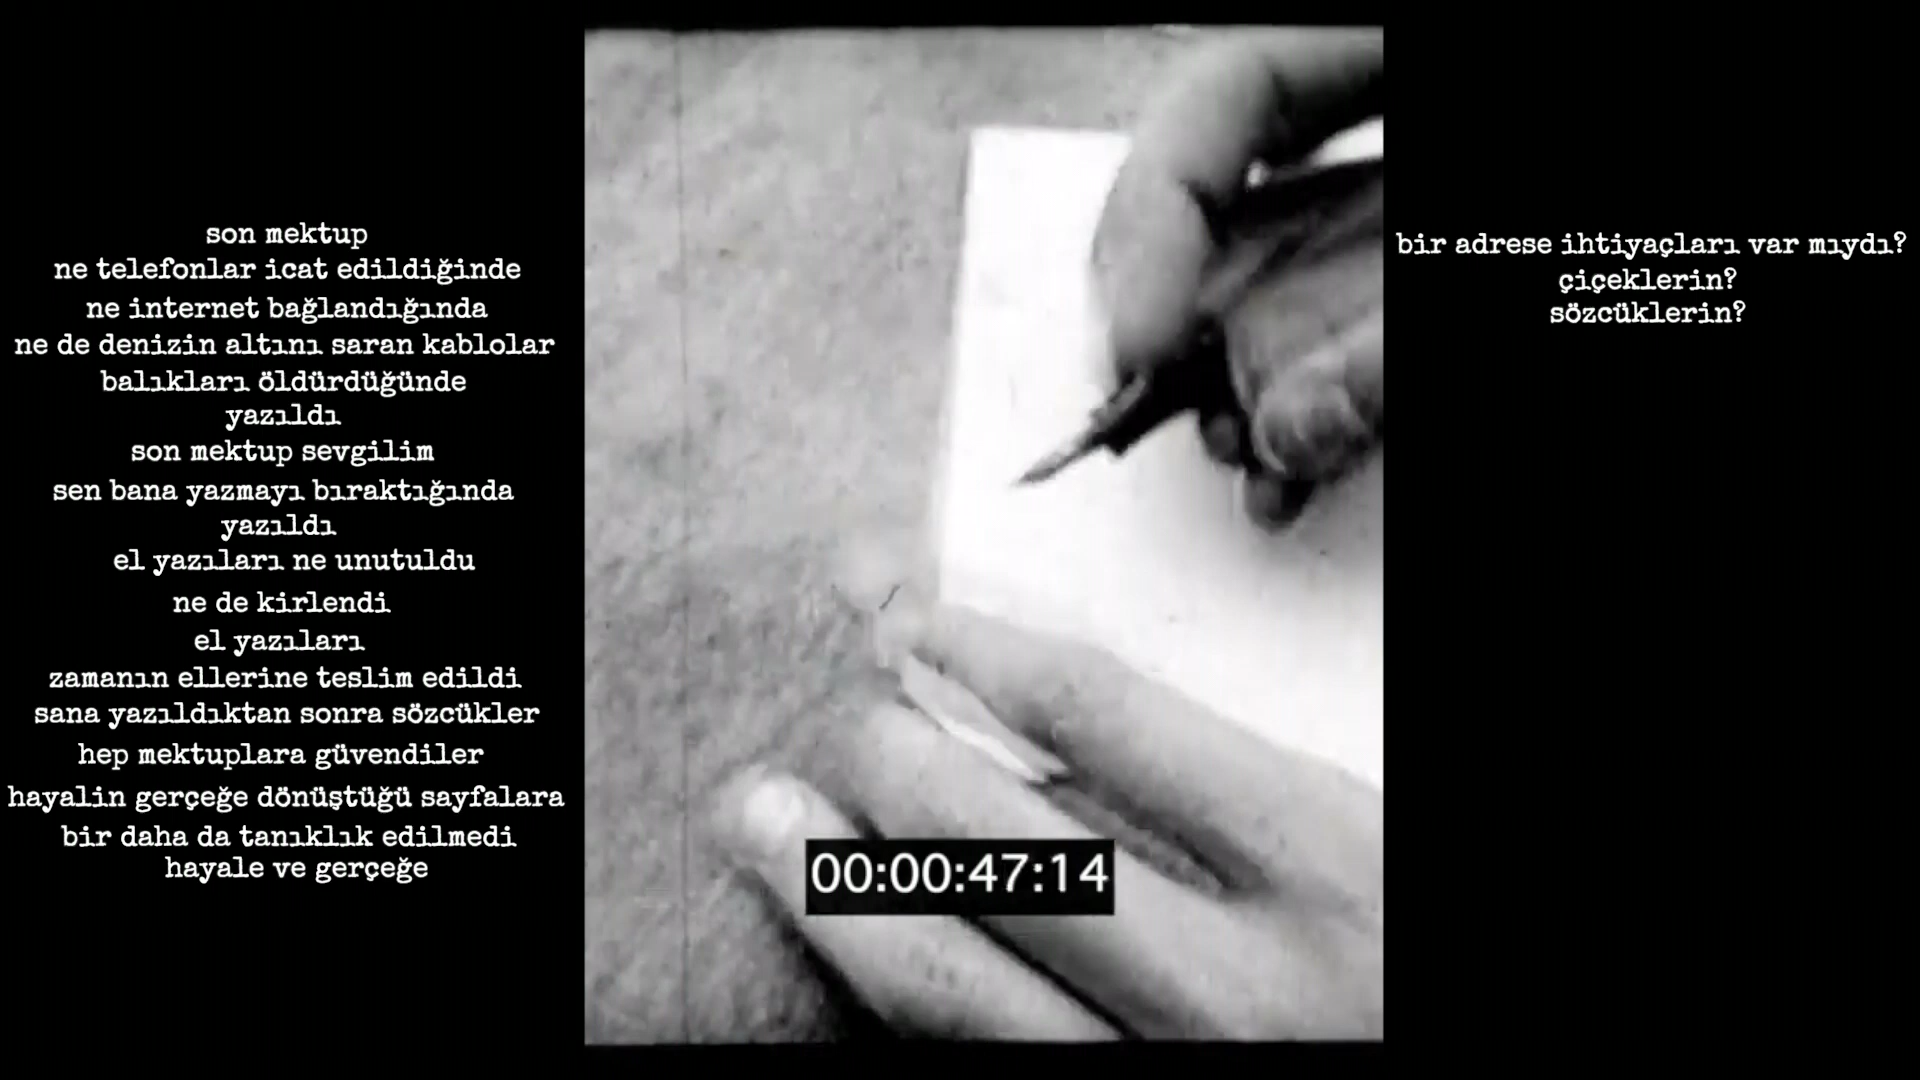 son mektup
ne telefonlar icat edildiğinde
ne internet bağlandığında
ne de denizin altını saran kablolar
balıkları öldürdüğünde
yazıldı
son mektup sevgilim
sen bana yazmayı bıraktığında
yazıldı
el yazıları ne unutuldu
ne de kirlendi
el yazıları
zamanın ellerine teslim edildi
sana yazıldıktan sonra sözcükler
hep mektuplara güvendiler
hayalin gerçeğe dönüştüğü sayfalara
bir daha da tanıklık edilmedi
hayale ve gerçeğe
bir adrese ihtiyaçları var mıydı?
çiçeklerin?
sözcüklerin?
00:00:47:14